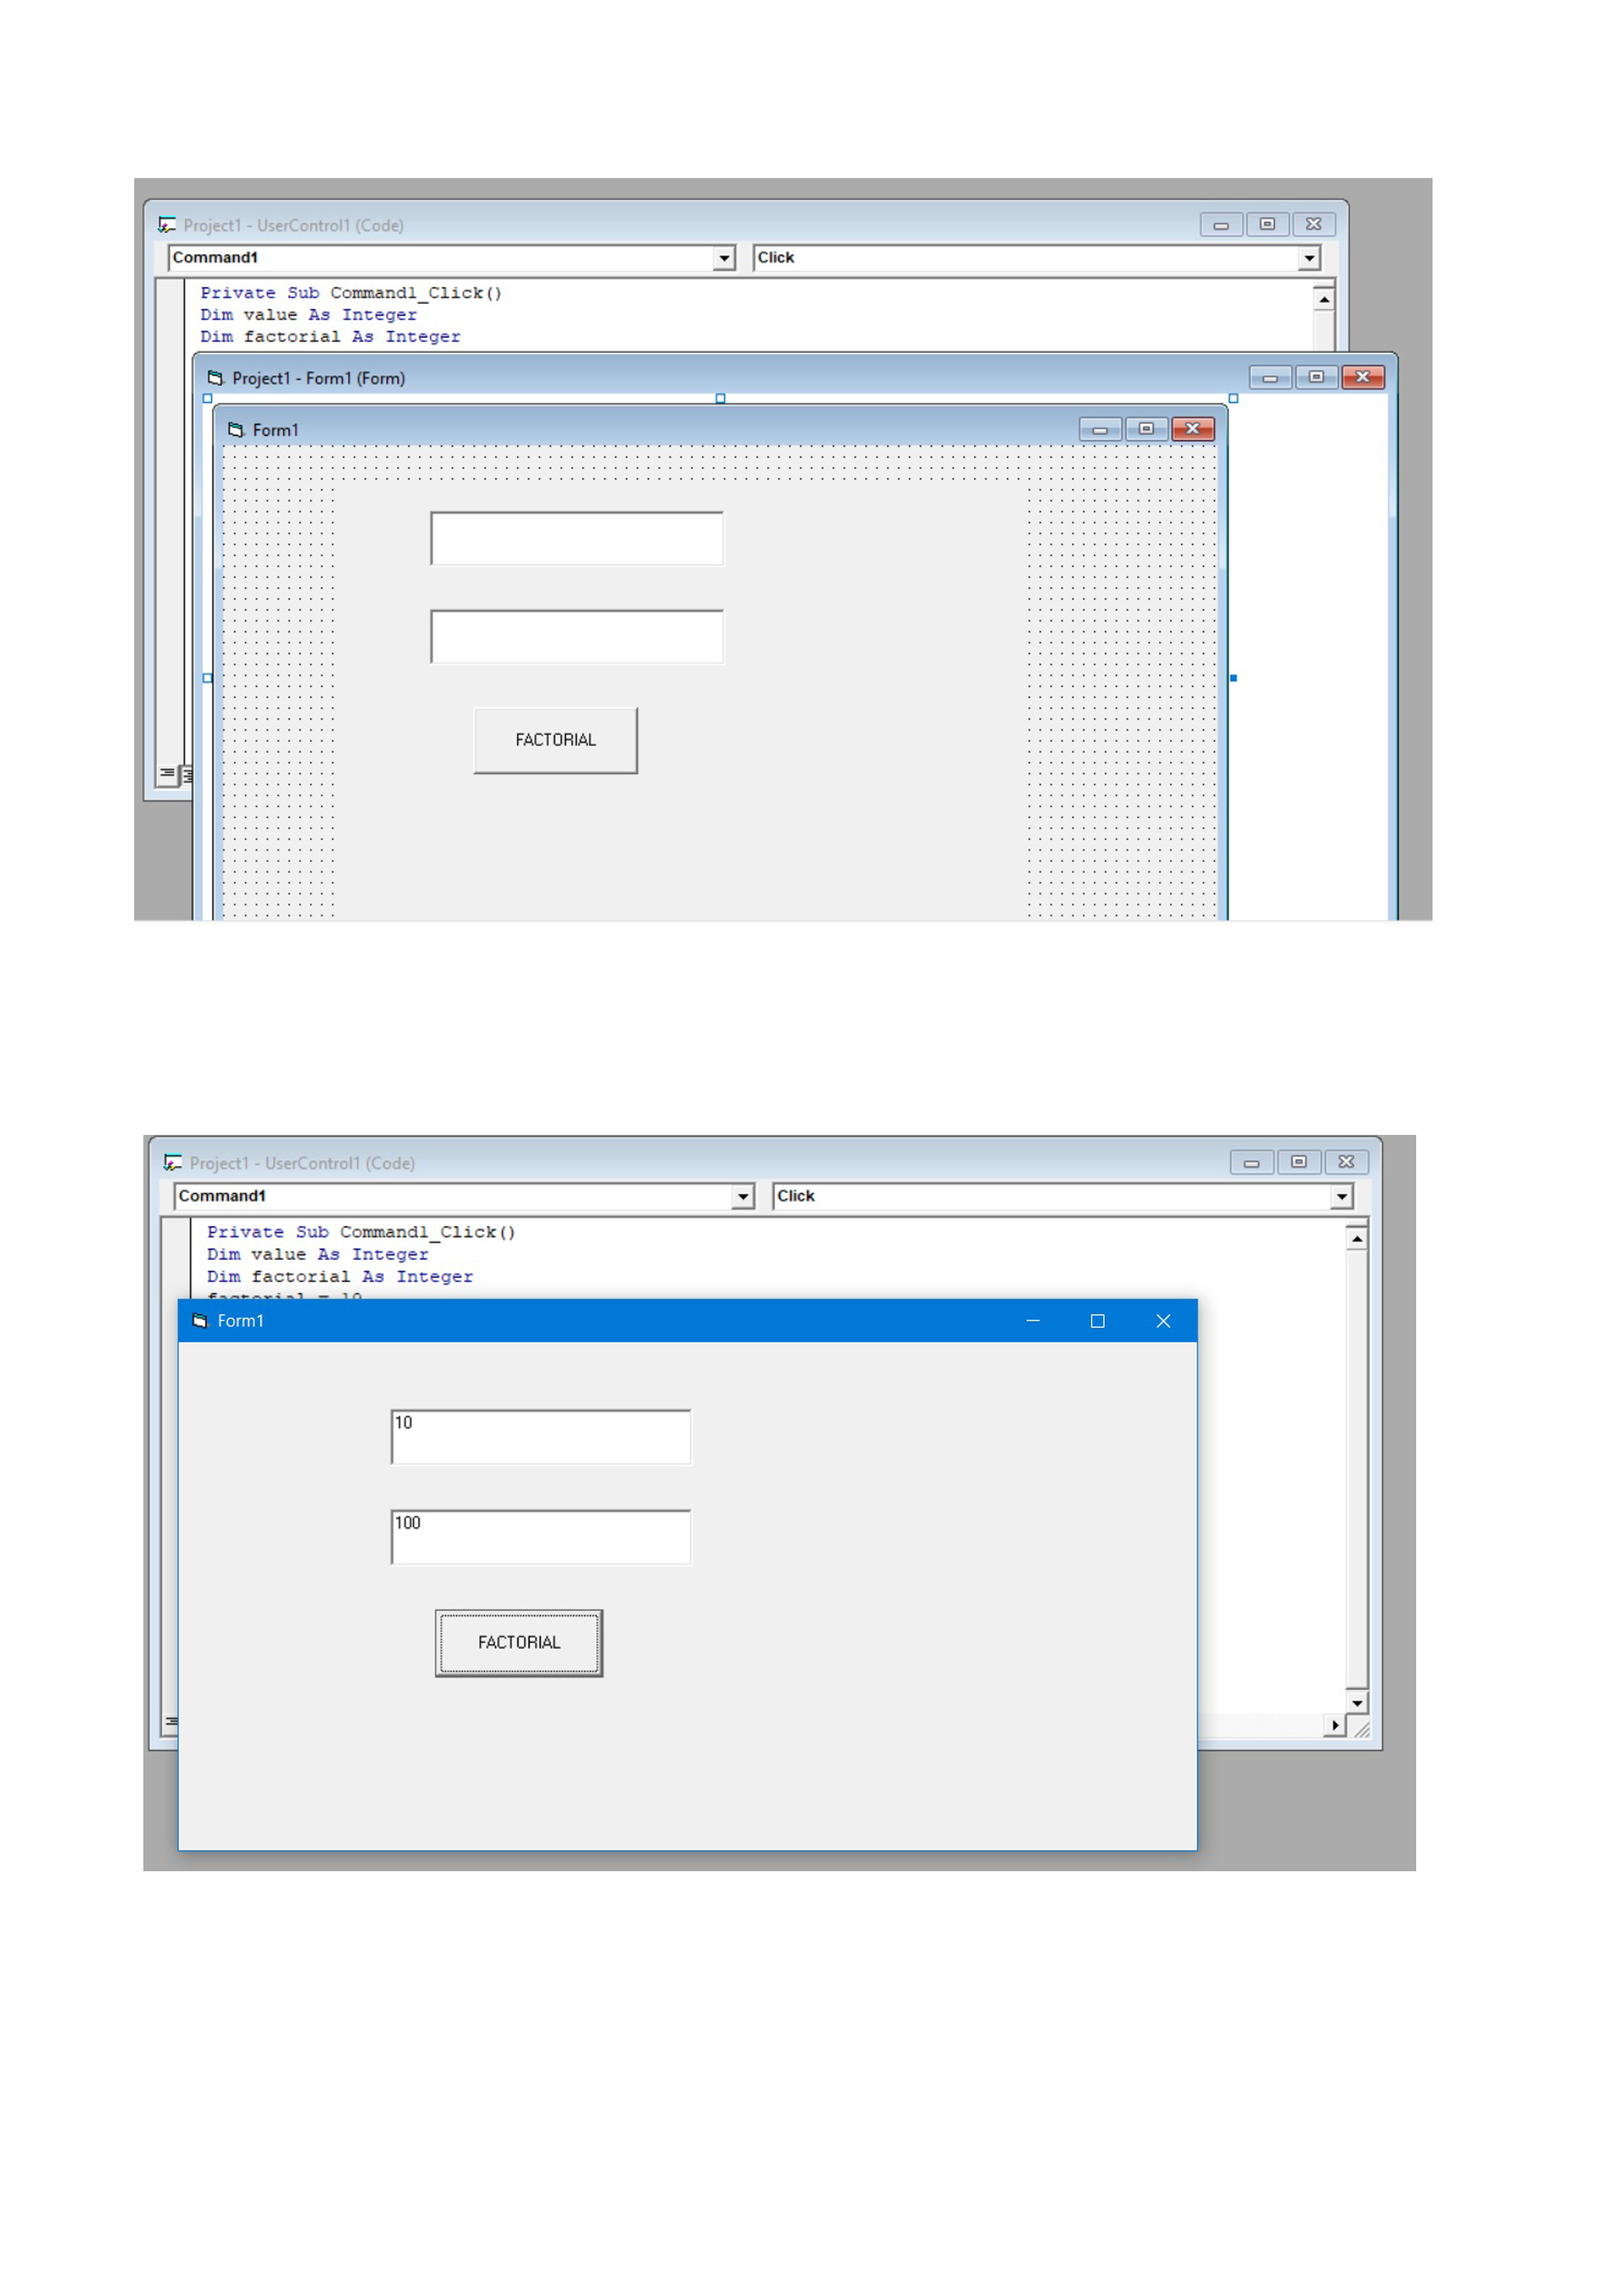 Project1 - UserControl1 (Code)
Command1
Click
Private Sub Command1_Click()
Dim value As Integer
Dim factorial As Integer
Project1 - Form1 (Form)
Form1
FACTORIAL
Project1 - UserControl1 (Code)
Command1
Click
Private Sub Command1_Click()
Dim value As Integer
Dim factorial As Integer
factorial = 10
Form1
10
100
FACTORIAL